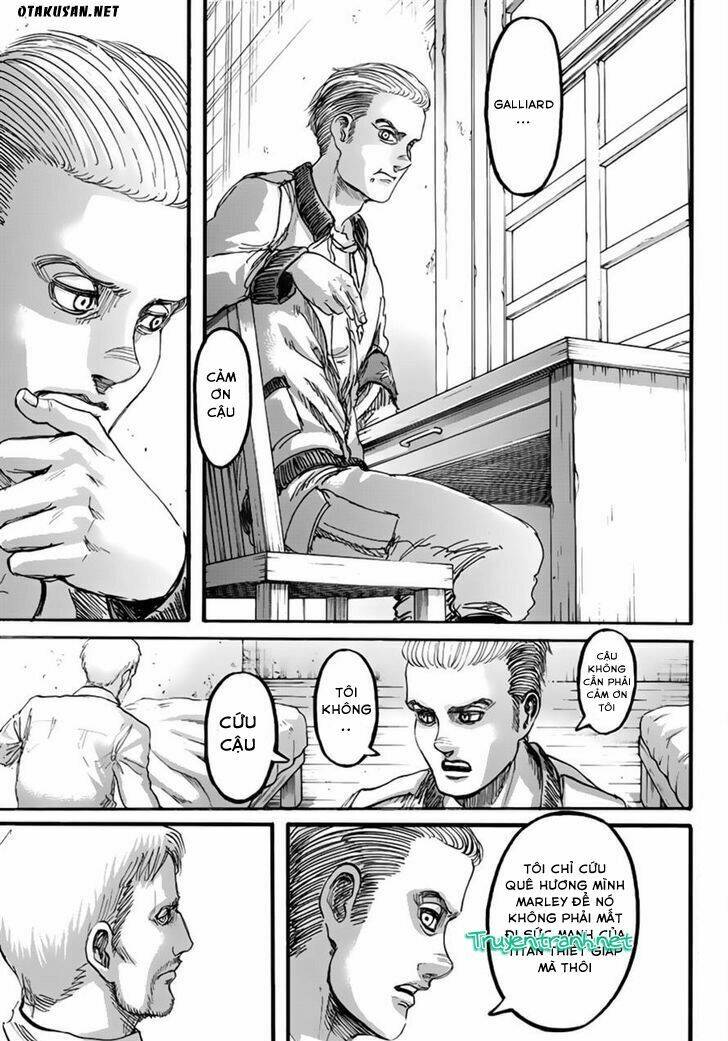 OTAKUSAN.NET
GALLIARD
...
CẢM
ƠN
CẬU
CẬU
KHÔNG
CẦN PHẢI
CẢM ƠN
TÔI
TÔI
KHÔNG
..
CỨU
CẬU
TÔI CHỈ CỨU
QUÊ HƯƠNG MÌNH
MARLEY ĐỂ NÓ
KHÔNG PHẢI MẤT
ĐI SỨC MẠNH CỦA
Truyentranh.net
TITAN THIẾT GIÁP
MÀ THÔI